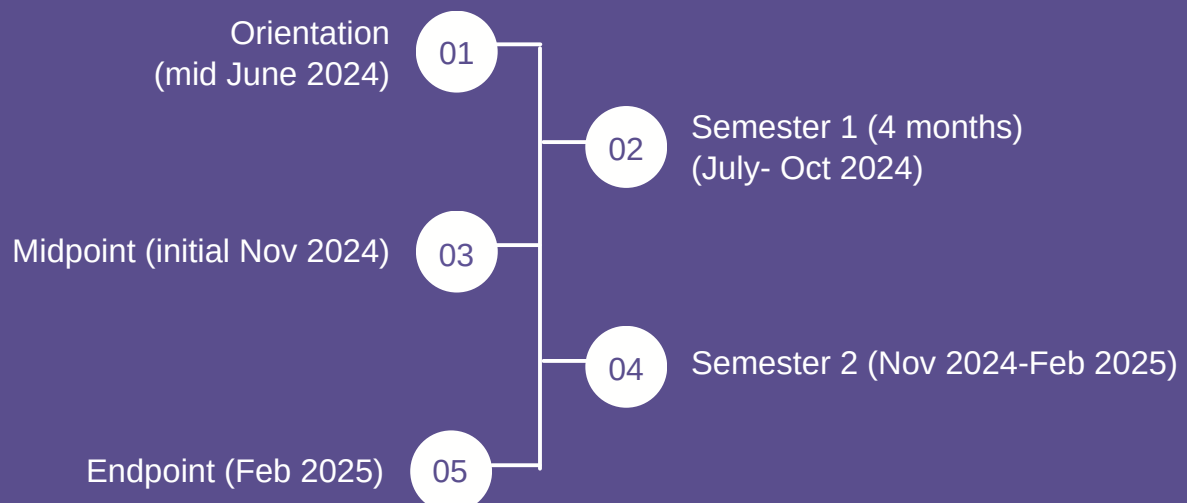 Orientation
(mid June 2024)
01
02
Semester 1 (4 months)
(July- Oct 2024)
Midpoint (initial Nov 2024)
03
04
Semester 2 (Nov 2024-Feb 2025)
Endpoint (Feb 2025)
05